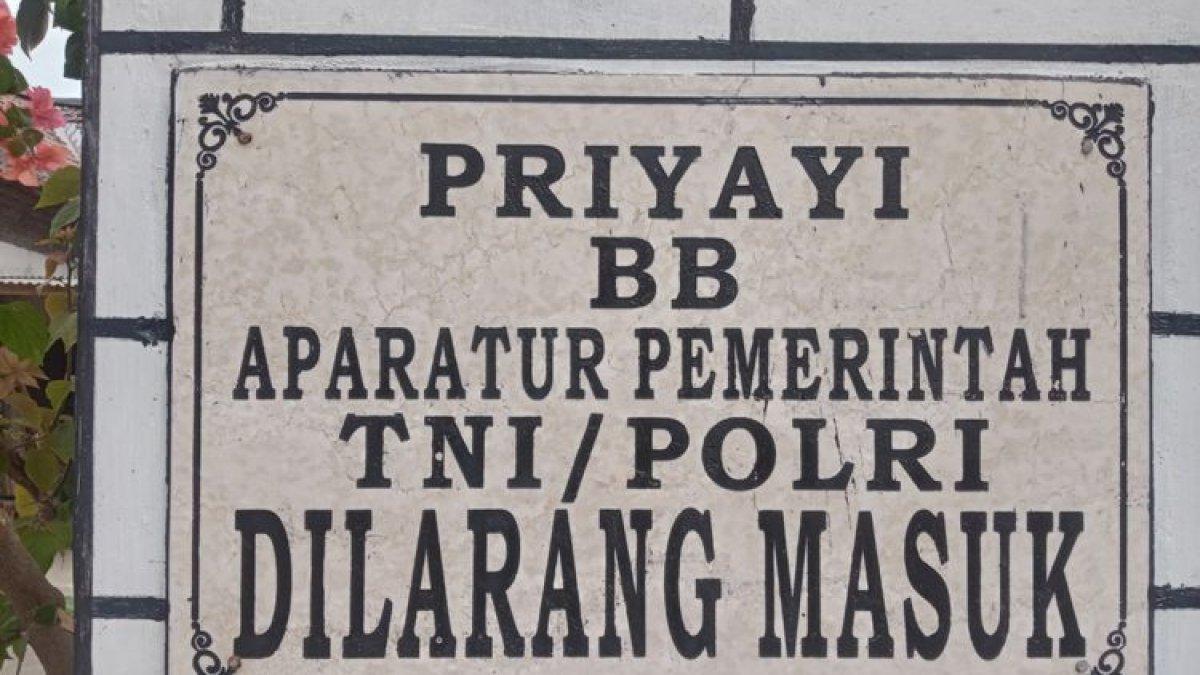 PRIYAYI
BB
APARATUR PEMERINTAH
TNI/POLRI
DILARANG MASUK